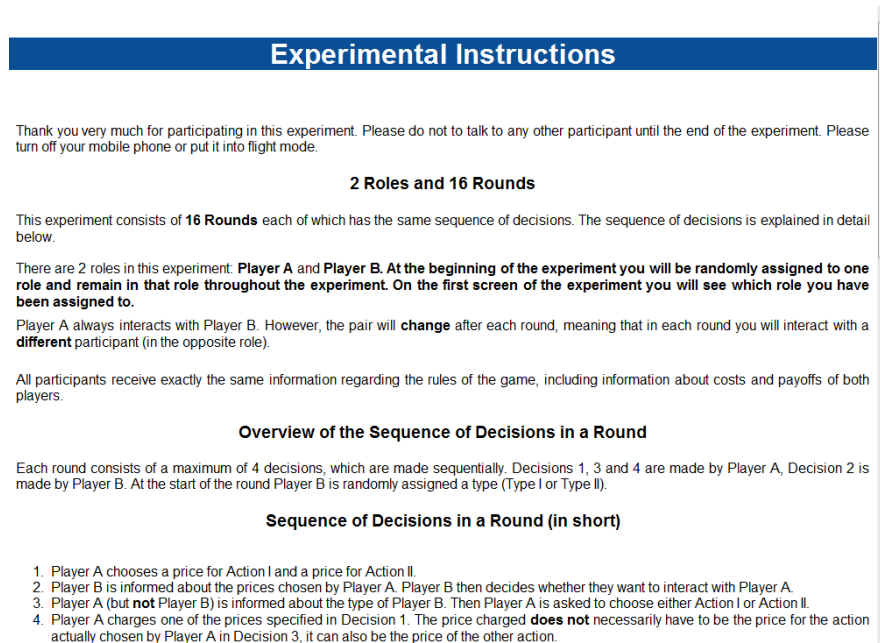 Experimental Instructions
Thank you very much for participating in this experiment. Please do not to talk to any other participant until the end of the experiment. Please
turn off your mobile phone or put it into flight mode.
2 Roles and 16 Rounds
This experiment consists of 16 Rounds each of which has the same sequence of decisions. The sequence of decisions is explained in detail
below.
There are 2 roles in this experiment: Player A and Player B. At the beginning of the experiment you will be randomly assigned to one
role and remain in that role throughout the experiment. On the first screen of the experiment you will see which role you have
been assigned to.
Player A always interacts with Player B. However, the pair will change after each round, meaning that in each round you will interact with a
different participant (in the opposite role).
All participants receive exactly the same information regarding the rules of the game, including information about costs and payoffs of both
players.
Overview of the Sequence of Decisions in a Round
Each round consists of a maximum of 4 decisions, which are made sequentially. Decisions 1, 3 and 4 are made by Player A, Decision 2 is
made by Player B. At the start of the round Player B is randomly assigned a type (Type I or Type II).
Sequence of Decisions in a Round (in short)
1. Player A chooses a price for Action I and a price for Action II.
2. Player B is informed about the prices chosen by Player A. Player B then decides whether they want to interact with Player A.
3. Player A (but not Player B) is informed about the type of Player B. Then Player A is asked to choose either Action I or Action II.
4. Player A charges one of the prices specified in Decision 1. The price charged does not necessarily have to be the price for the action
actually chosen by Player A in Decision 3, it can also be the price of the other action.